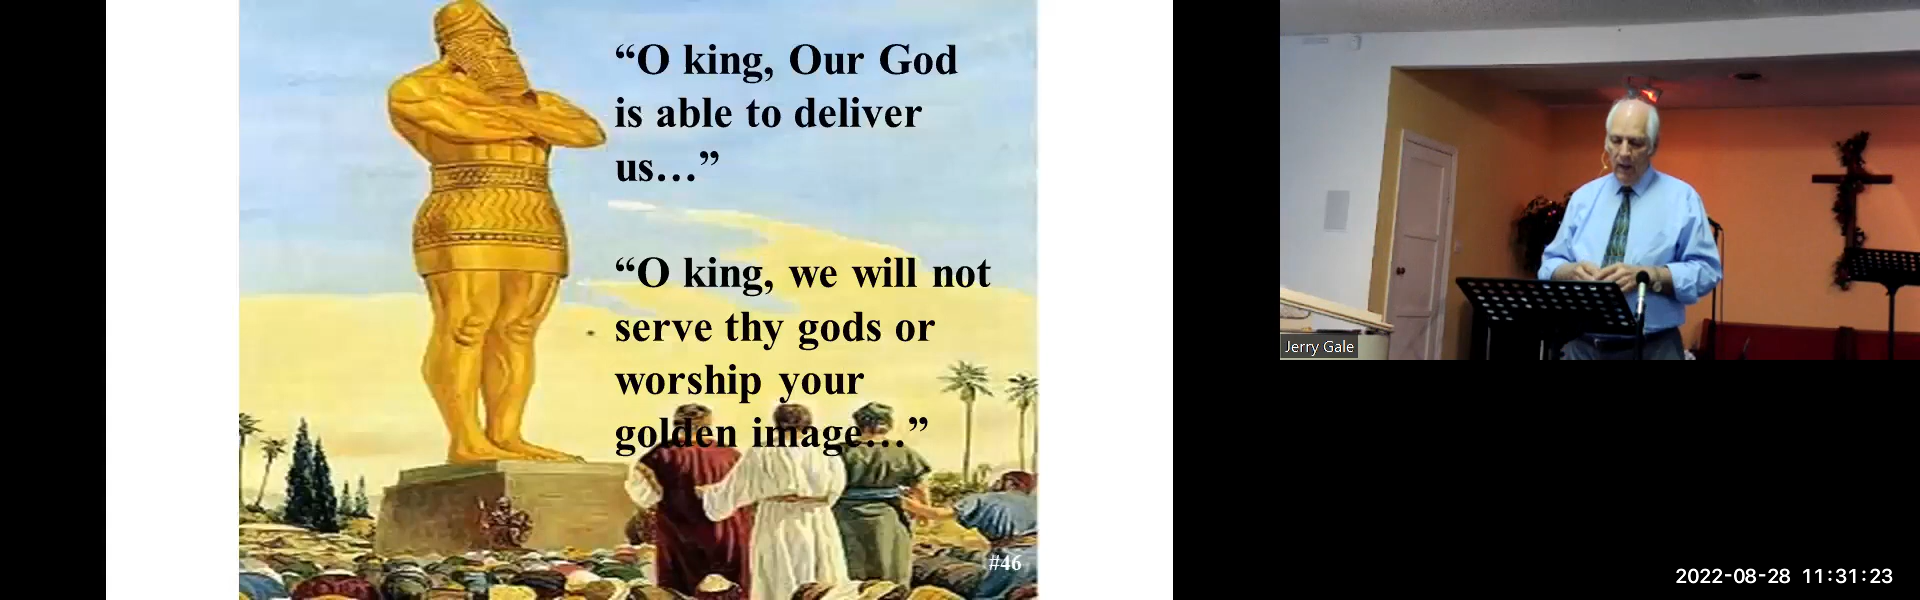 “O king, Our God
is able to deliver
us…”
“O king, we will not
serve thy gods or
worship your
golden image…”
#46
Jerry Gale
2022-08-28 11:31:23